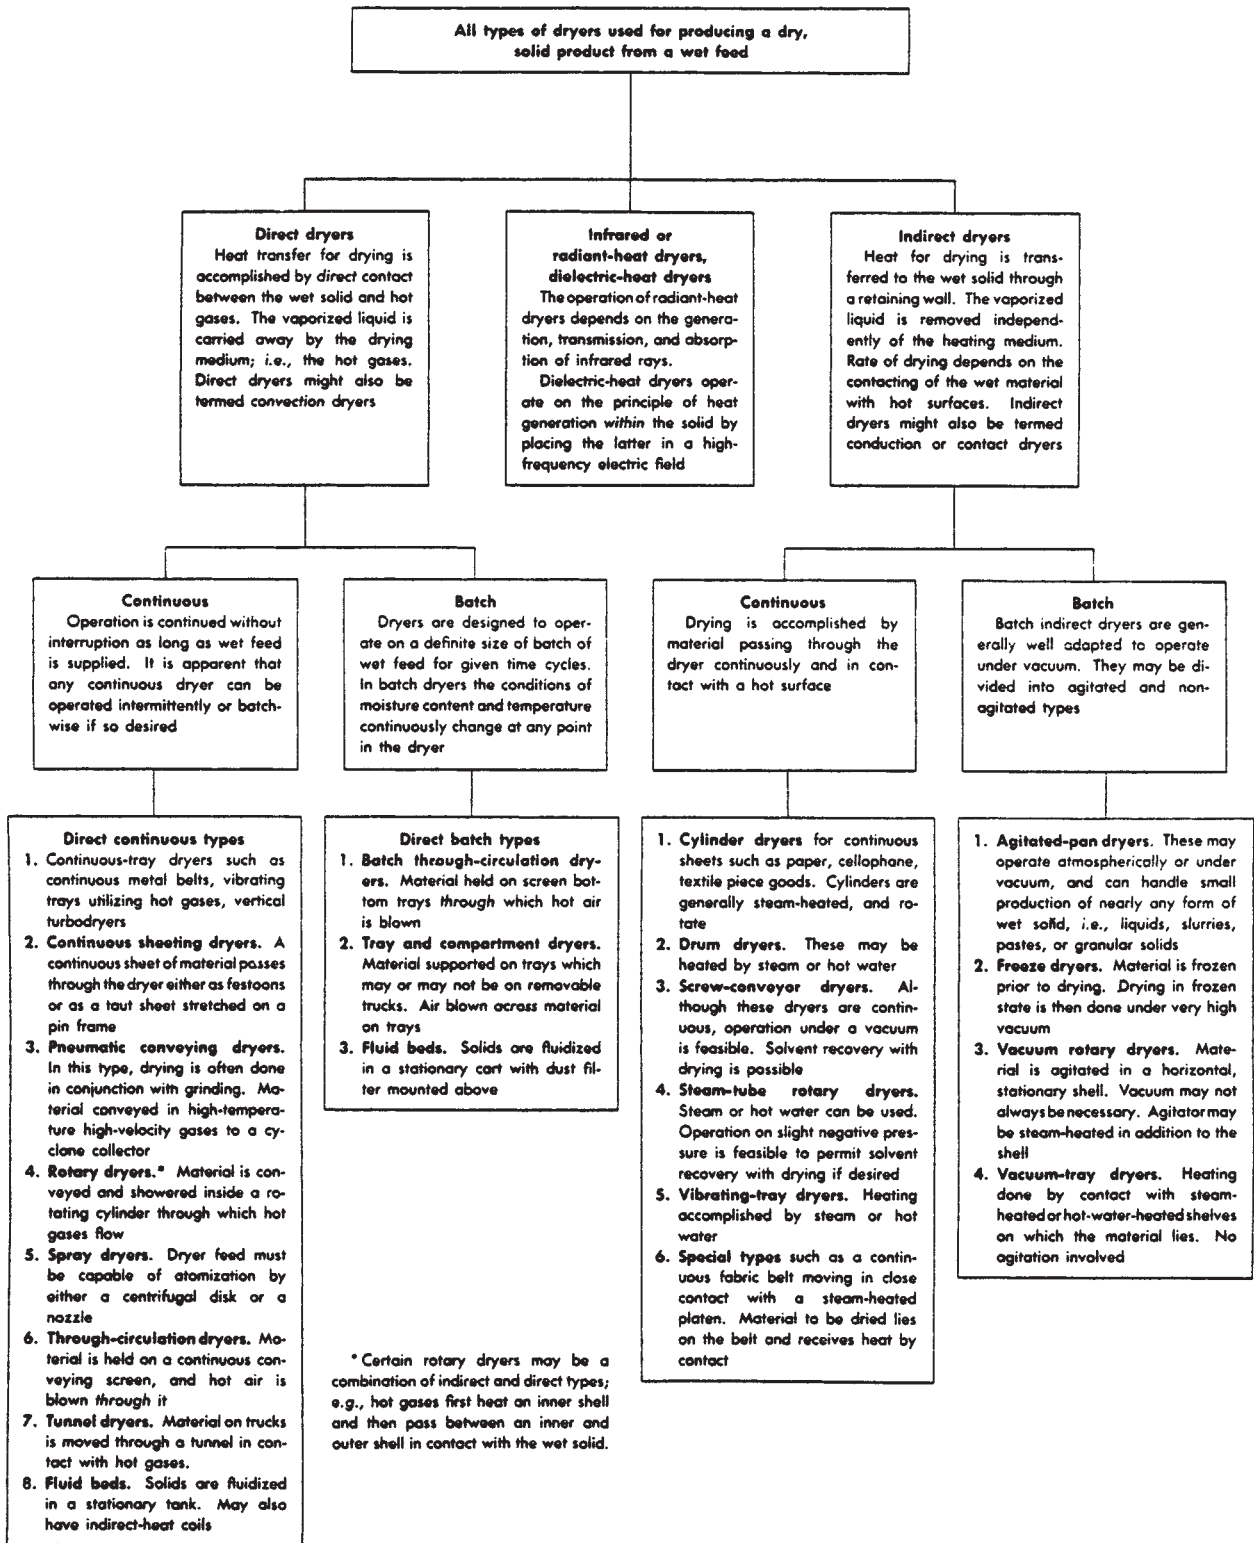 All types of dryers used for producing a dry,
solid product from a wet feed
Direct dryers
Heat transfer for drying is
accomplished by direct contact
between the wet solid and hot
gases. The vaporized liquid is
carried away by the drying
medium; i.e., the hot gases.
Direct dryers might also be
termed convection dryers
Infrared or
radiant-heat dryers,
dielectric-heat dryers
The operation of radiant-heat
dryers depends on the genera-
tion, transmission, and absorp-
tion of infrared rays.
Dielectric-heat dryers oper-
ate on the principle of heat
generation within the solid by
placing the latter in a high-
frequency electric field
Indirect dryers
Heat for drying is trans-
ferred to the wet solid through
a retaining wall. The vaporized
liquid is removed independ-
ently of the heating medium.
Rate of drying depends on the
contacting of the wet material
with hot surfaces. Indirect
dryers might also be termed
conduction or contact dryers
Continuous
Operation is continued without
interruption as long as wet feed
is supplied. It is apparent that
any continuous dryer can be
operated intermittently or batch-
wise if so desired
Batch
Dryers are designed to oper-
ate on a definite size of batch of
wet feed for given time cycles.
In batch dryers the conditions of
moisture content and temperature
continuously change at any point
in the dryer
Continuous
Drying is accomplished by
material passing through the
dryer continuously and in con-
tact with a hot surface
Batch
Batch indirect dryers are gen-
erally well adapted to operate
under vacuum. They may be di-
vided into agitated and non-
agitated types
Direct continuous types
1. Continuous-tray dryers such as
continuous metal belts, vibrating
trays utilizing hot gases, vertical
turbodryers
2. Continuous sheeting dryers. A
continuous sheet of material passes
through the dryer either as festoons
or as a taut sheet stretched on a
pin frame
3. Pneumatic conveying dryers.
In this type, drying is often done
in conjunction with grinding. Ma-
terial conveyed in high-tempera-
ture high-velocity gases to a cy-
clone collector
4. Rotary dryers.* Material is con-
veyed and showered inside a ro-
tating cylinder through which hot
gases flow
5. Spray dryers. Dryer feed must
be capable of atomization by
either a centrifugal disk or a
nozzle
6. Through-circulation dryers. Ma-
terial is held on a continuous con-
veying screen, and hot air is
blown through it
7. Tunnel dryers. Material on trucks
is moved through a tunnel in con-
tact with hot gases.
8. Fluid beds. Solids are fluidized
in a stationary tank. May also
have indirect-heat coils
Direct batch types
1. Batch through-circulation dry-
ers. Material held on screen bot-
tom trays through which hot air
is blown
2. Tray and compartment dryers.
Material supported on trays which
may or may not be on removable
trucks. Air blown across material
on trays
3. Fluid beds. Solids are fluidized
in a stationary cart with dust fil-
ter mounted above
* Certain rotary dryers may be a
combination of indirect and direct types;
e.g., hot gases first heat an inner shell
and then pass between an inner and
outer shell in contact with the wet solid.
1. Cylinder dryers for continuous
sheets such as paper, cellophane,
textile piece goods. Cylinders are
generally steam-heated, and ro-
tate
2. Drum dryers. These may be
heated by steam or hot water
3. Screw-conveyor dryers. Al-
though these dryers are contin-
uous, operation under a vacuum
is feasible. Solvent recovery with
drying is possible
4. Steam-tube rotary dryers.
Steam or hot water can be used.
Operation on slight negative pres-
sure is feasible to permit solvent
recovery with drying if desired
5. Vibrating-tray dryers. Heating
accomplished by steam or hot
water
6. Special types such as a contin-
uous fabric belt moving in close
contact with a steam-heated
platen. Material to be dried lies
on the belt and receives heat by
contact
1. Agitated-pan dryers. These may
operate atmospherically or under
vacuum, and can handle small
production of nearly any form of
wet solid, i.e., liquids, slurries,
pastes, or granular solids
2. Freeze dryers. Material is frozen
prior to drying. Drying in frozen
state is then done under very high
vacuum
3. Vacuum rotary dryers. Mate-
rial is agitated in a horizontal,
stationary shell. Vacuum may not
always be necessary. Agitator may
be steam-heated in addition to the
shell
4. Vacuum-tray dryers. Heating
done by contact with steam-
heated or hot-water-heated shelves
on which the material lies. No
agitation involved